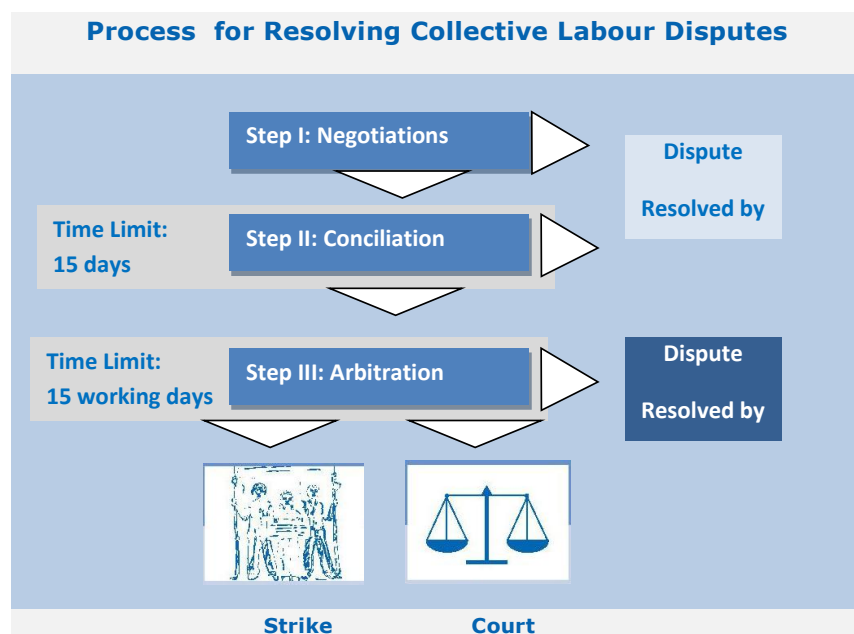 Process for Resolving Collective Labour Disputes
Step I: Negotiations
Dispute
Resolved by
Time Limit:
15 days
Step II: Conciliation
Time Limit:
15 working days
Step III: Arbitration
Dispute
Resolved by
Strike
Court